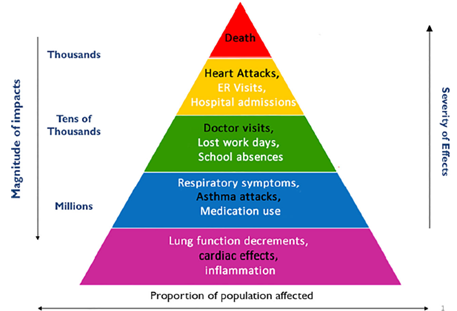 Death
Thousands
Heart Attacks,
ER Visits,
Hospital admissions
Tens of
Thousands
Doctor visits,
Lost work days,
School absences
Respiratory symptoms,
Asthma attacks,
Medication use
Millions
Lung function decrements,
cardiac effects,
inflammation
Magnitude of impacts
Severity of Effects
Proportion of population affected
1